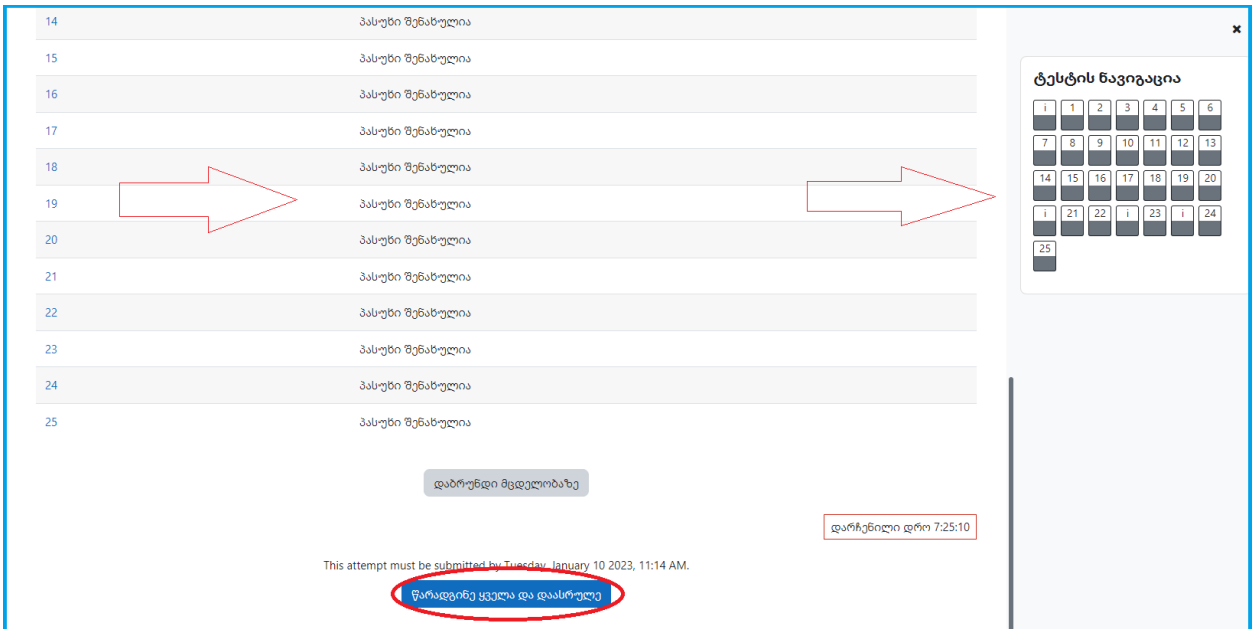 14 პასუხი შენახულია
15 პასუხი შენახულია
16 პასუხი შენახულია
17 პასუხი შენახულია
18 პასუხი შენახულია
19 პასუხი შენახულია
20 პასუხი შენახულია
21 პასუხი შენახულია
22 პასუხი შენახულია
23 პასუხი შენახულია
24 პასუხი შენახულია
25 პასუხი შენახულია
დაბრუნდი მცდელობაზე
დარჩენილი დრო 7:25:10
This attempt must be submitted by Tuesday, January 10 2023, 11:14 AM.
წარადგინე ყველა და დაასრულე
×
ტესტის ნავიგაცია
i 1 2 3 4 5 6
7 8 9 10 11 12 13
14 15 16 17 18 19 20
i 21 22 i 23 i 24
25